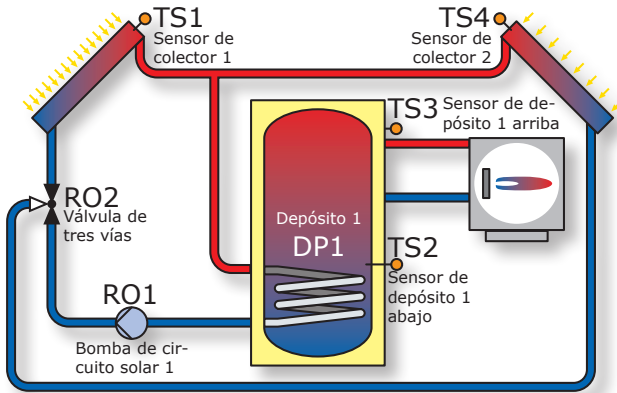 TS1
Sensor de
colector 1
TS4
Sensor de
colector 2
TS3
Sensor de de-
pósito 1 arriba
RO2
Válvula de
tres vías
Depósito 1
DP1
TS2
Sensor de
depósito 1
abajo
RO1
Bomba de cir-
cuito solar 1